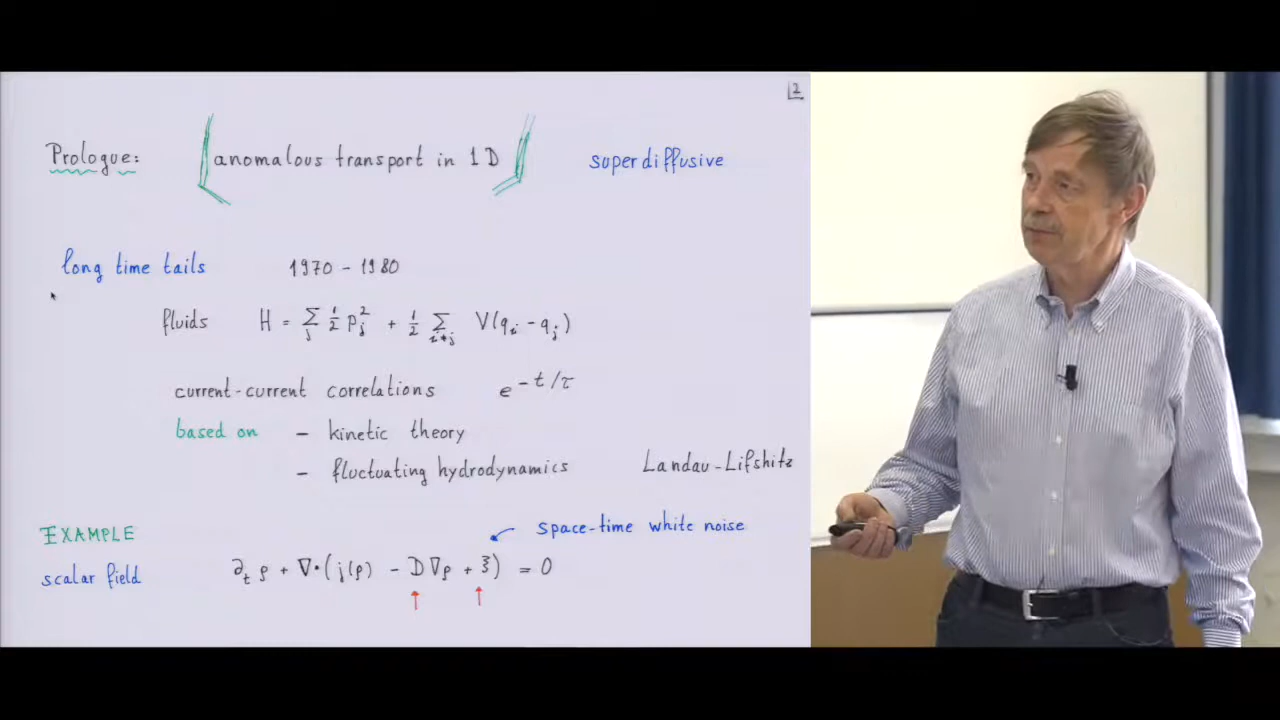 2
Prologue: anomalous transport in 1D superdiffusive
long time tails 1970 - 1980
fluids H = ∑_j ½ p_j² + ½ ∑_{i≠j} V(q_i - q_j)
current-current correlations e^{-t/τ}
based on - kinetic theory
- fluctuating hydrodynamics Landau-Lifshitz
EXAMPLE space-time white noise
scalar field ∂_t ρ + ∇·(j(ρ) - D∇ρ + ξ) = 0